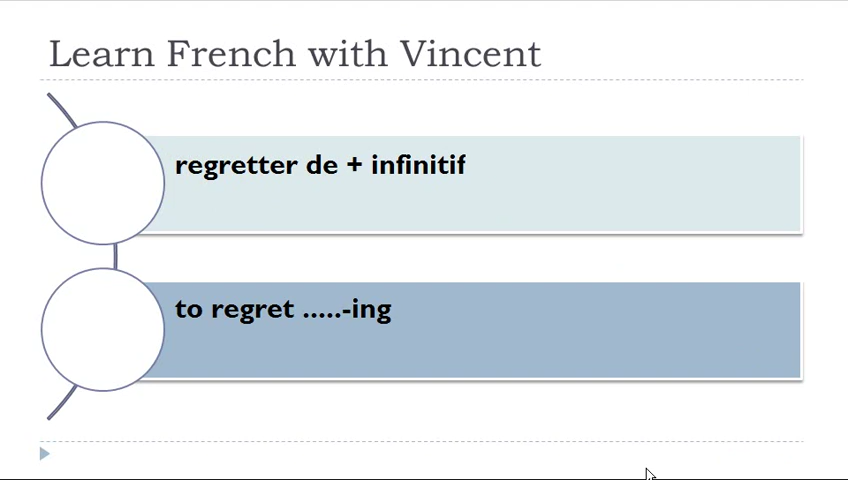 Learn French with Vincent
regretter de + infinitif
to regret .....-ing